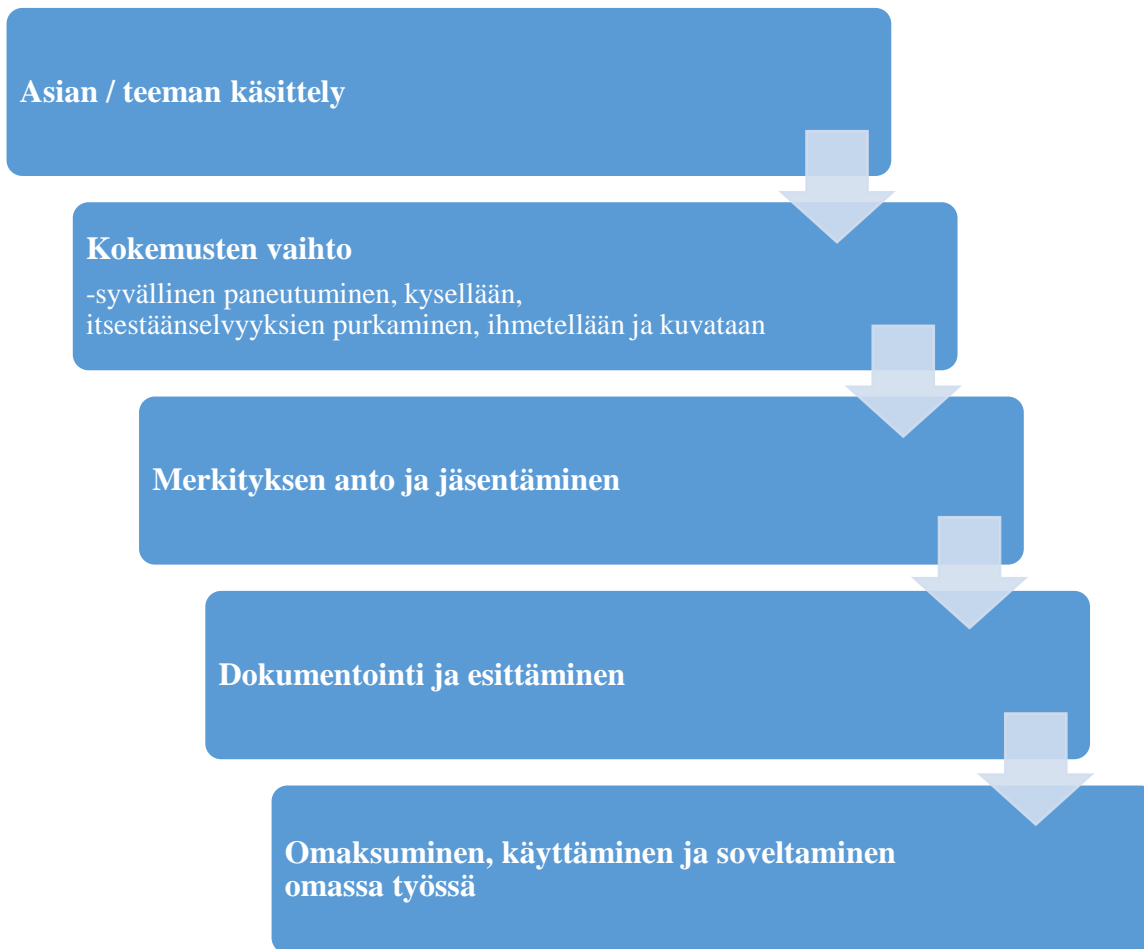 Asian / teeman käsittely
Kokemusten vaihto
-syvällinen paneutuminen, kysellään,
itsestäänselvyyksien purkaminen, ihmetellään ja kuvataan
Merkityksen anto ja jäsentäminen
Dokumentointi ja esittäminen
Omaksuminen, käyttäminen ja soveltaminen
omassa työssä